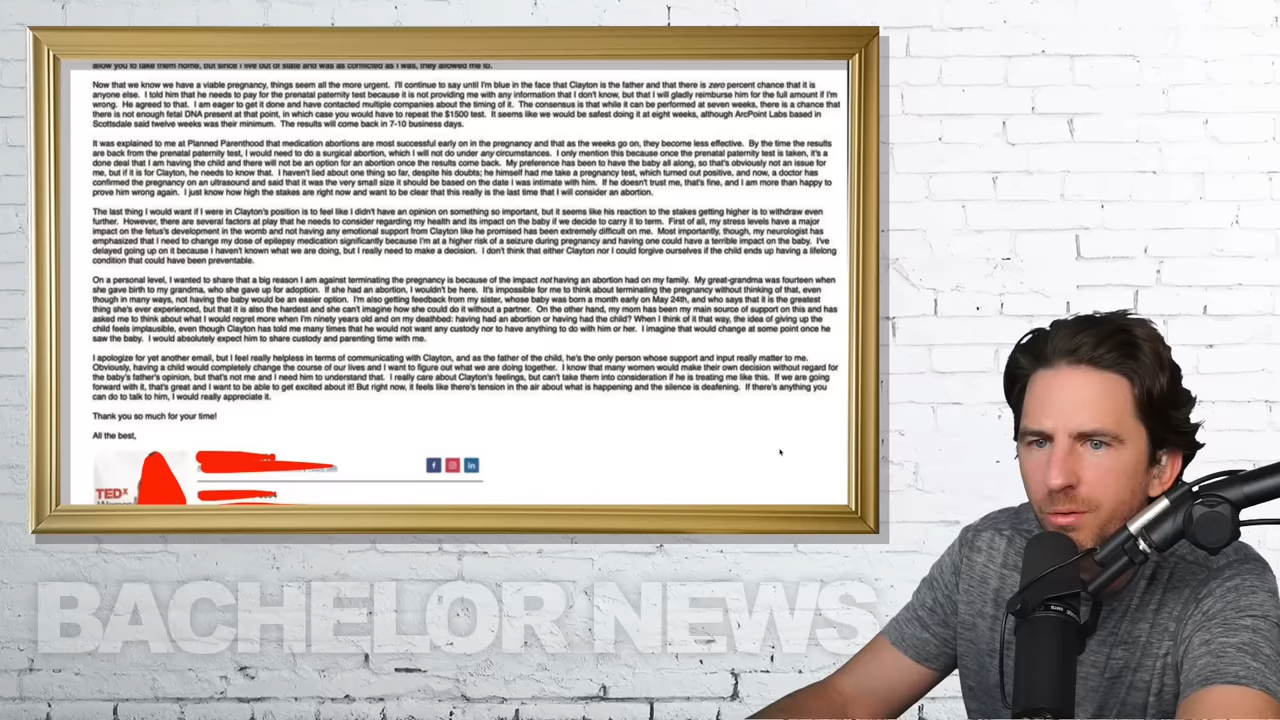 allow you to take them home, but since I live out of state and was as conflicted as I was, they allowed me to.
Now that we know we have a viable pregnancy, things seem all the more urgent. I'll continue to say until I'm blue in the face that Clayton is the father and that there is zero percent chance that it is
anyone else. I told him that he needs to pay for the prenatal paternity test because it is not providing me with any information that I don't know, but that I will gladly reimburse him for the full amount if I'm
wrong. He agreed to that. I am eager to get it done and have contacted multiple companies about the timing of it. The consensus is that while it can be performed at seven weeks, there is a chance that
there is not enough fetal DNA present at that point, in which case you would have to repeat the $1500 test. It seems like we would be safest doing it at eight weeks, although ArcPoint Labs based in
Scottsdale said twelve weeks was their minimum. The results will come back in 7-10 business days.
It was explained to me at Planned Parenthood that medication abortions are most successful early on in the pregnancy and that as the weeks go on, they become less effective. By the time the results
are back from the prenatal paternity test, I would need to do a surgical abortion, which I will not do under any circumstances. I only mention this because once the prenatal paternity test is taken, it's a
done deal that I am having the child and there will not be an option for an abortion once the results come back. My preference has been to have the baby all along, so that's obviously not an issue for
me, but if it is for Clayton, he needs to know that. I haven't lied about one thing so far, despite his doubts; he himself had me take a pregnancy test, which turned out positive, and now, a doctor has
confirmed the pregnancy on an ultrasound and said that it was the very small size it should be based on the date I was intimate with him. If he doesn't trust me, that's fine, and I am more than happy to
prove him wrong again. I just know how high the stakes are right now and want to be clear that this really is the last time that I will consider an abortion.
The last thing I would want if I were in Clayton's position is to feel like I didn't have an opinion on something so important, but it seems like his reaction to the stakes getting higher is to withdraw even
further. However, there are several factors at play that he needs to consider regarding my health and its impact on the baby if we decide to carry it to term. First of all, my stress levels have a major
impact on the fetus's development in the womb and not having any emotional support from Clayton like he promised has been extremely difficult on me. Most importantly, though, my neurologist has
emphasized that I need to change my dose of epilepsy medication significantly because I'm at a higher risk of a seizure during pregnancy and having one could have a terrible impact on the baby. I've
delayed going up on it because I haven't known what we are doing, but I really need to make a decision. I don't think that either Clayton nor I could forgive ourselves if the child ends up having a lifelong
condition that could have been preventable.
On a personal level, I wanted to share that a big reason I am against terminating the pregnancy is because of the impact not having an abortion had on my family. My great-grandma was fourteen when
she gave birth to my grandma, who she gave up for adoption. If she had an abortion, I wouldn't be here. It's impossible for me to think about terminating the pregnancy without thinking of that, even
though in many ways, not having the baby would be an easier option. I'm also getting feedback from my sister, whose baby was born a month early on May 24th, and who says that it is the greatest
thing she's ever experienced, but that it is also the hardest and she can't imagine how she could do it without a partner. On the other hand, my mom has been my main source of support on this and has
asked me to think about what I would regret more when I'm ninety years old and on my deathbed: having had an abortion or having had the child? When I think of it that way, the idea of giving up the
child feels implausible, even though Clayton has told me many times that he would not want any custody nor to have anything to do with him or her. I imagine that would change at some point once he
saw the baby. I would absolutely expect him to share custody and parenting time with me.
I apologize for yet another email, but I feel really helpless in terms of communicating with Clayton, and as the father of the child, he's the only person whose support and input really matter to me.
Obviously, having a child would completely change the course of our lives and I want to figure out what we are doing together. I know that many women would make their own decision without regard for
the baby's father's opinion, but that's not me and I need him to understand that. I really care about Clayton's feelings, but can't take them into consideration if he is treating me like this. If we are going
forward with it, that's great and I want to be able to get excited about it! But right now, it feels like there's tension in the air about what is happening and the silence is deafening. If there's anything you
can do to talk to him, I would really appreciate it.
Thank you so much for your time!
All the best,
TEDx
BACHELOR NEWS